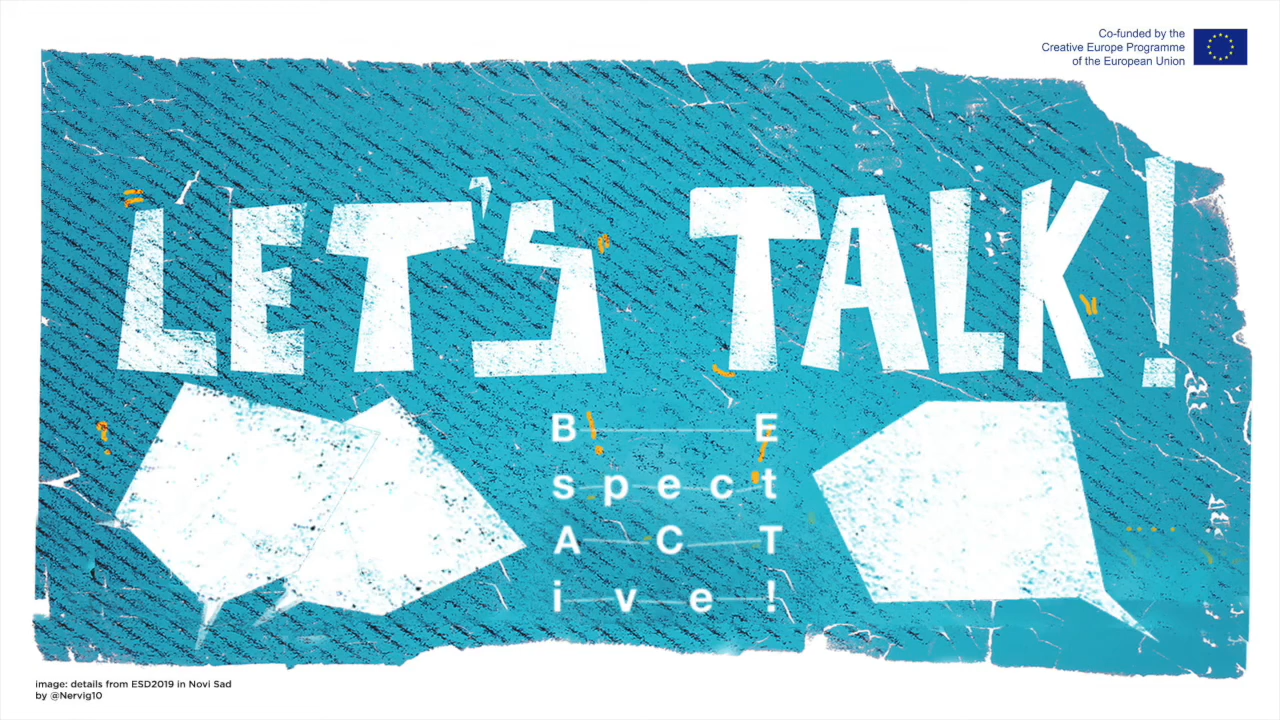 Co-funded by the
Creative Europe Programme
of the European Union
LET'S TALK!
B E
s p e c t
A C T
i v e !
image: details from ESD2019 in Novi Sad
by @Nervig10